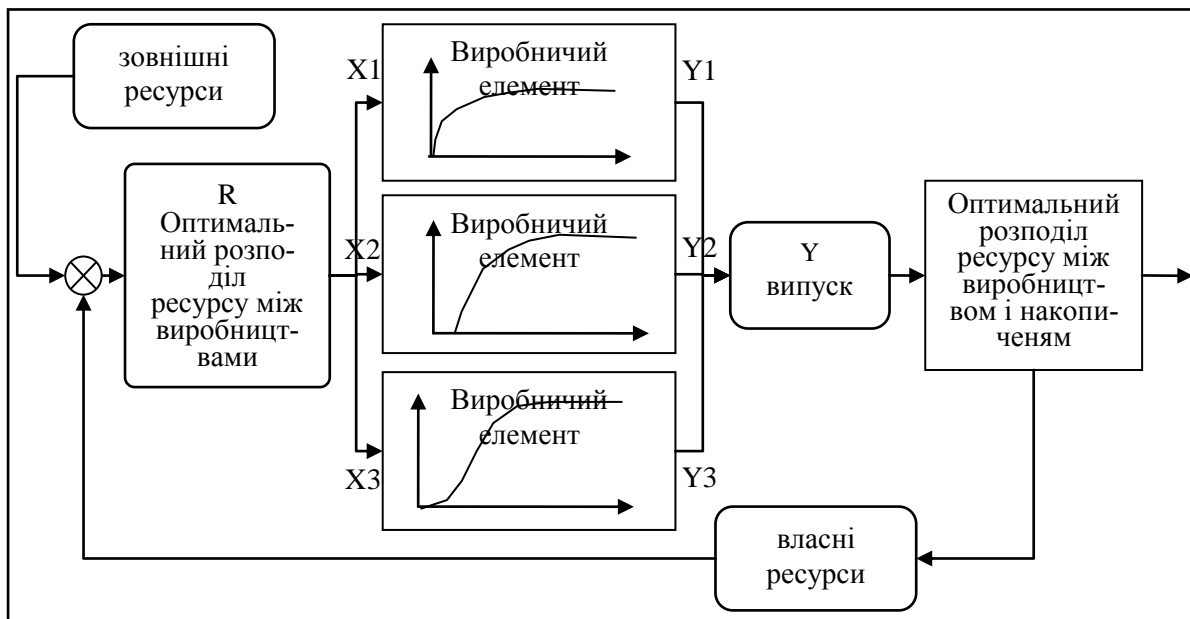 зовнішні
ресурси
R
Оптималь-
ний розпо-
діл
ресурсу між
виробницт-
вами
X1
X2
X3
Виробничий
елемент
Виробничий
елемент
Виробничий
елемент
Y1
Y2
Y3
Y
випуск
Оптимальний
розподіл
ресурсу між
виробницт-
вом і накопи-
ченям
власні
ресурси